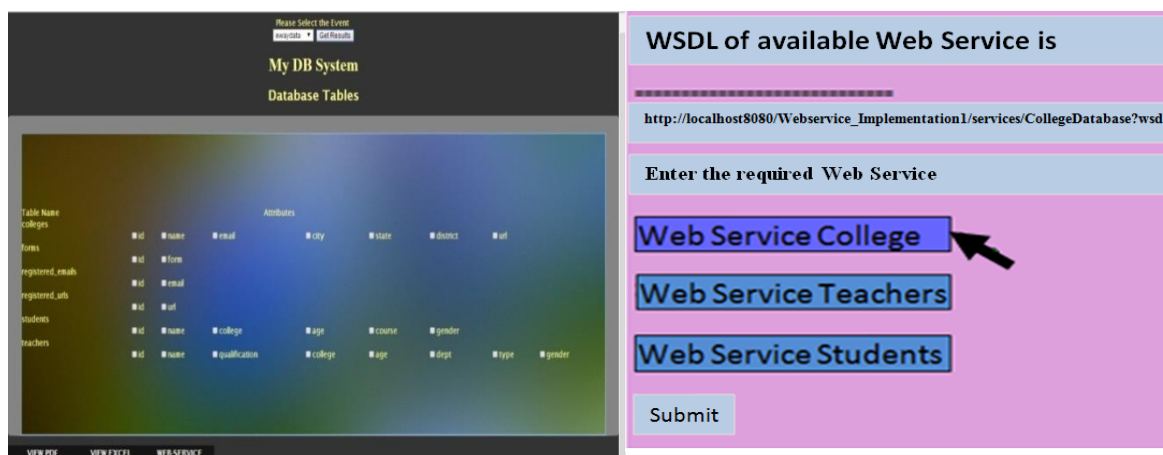 Please Select the Event
ewaydata Get Results
My DB System
Database Tables
Table Name Attributes
colleges
id name email city state district url
forms
id form
registered_emails
id email
registered_urls
id url
students
id name college age course gender
teachers
id name qualification college age dept type gender
VIEW PDF VIEW EXCEL WEB-SERVICE
WSDL of available Web Service is
============================
http://localhost8080/Webservice_Implementation1/services/CollegeDatabase?wsd
Enter the required Web Service
Web Service College
Web Service Teachers
Web Service Students
Submit